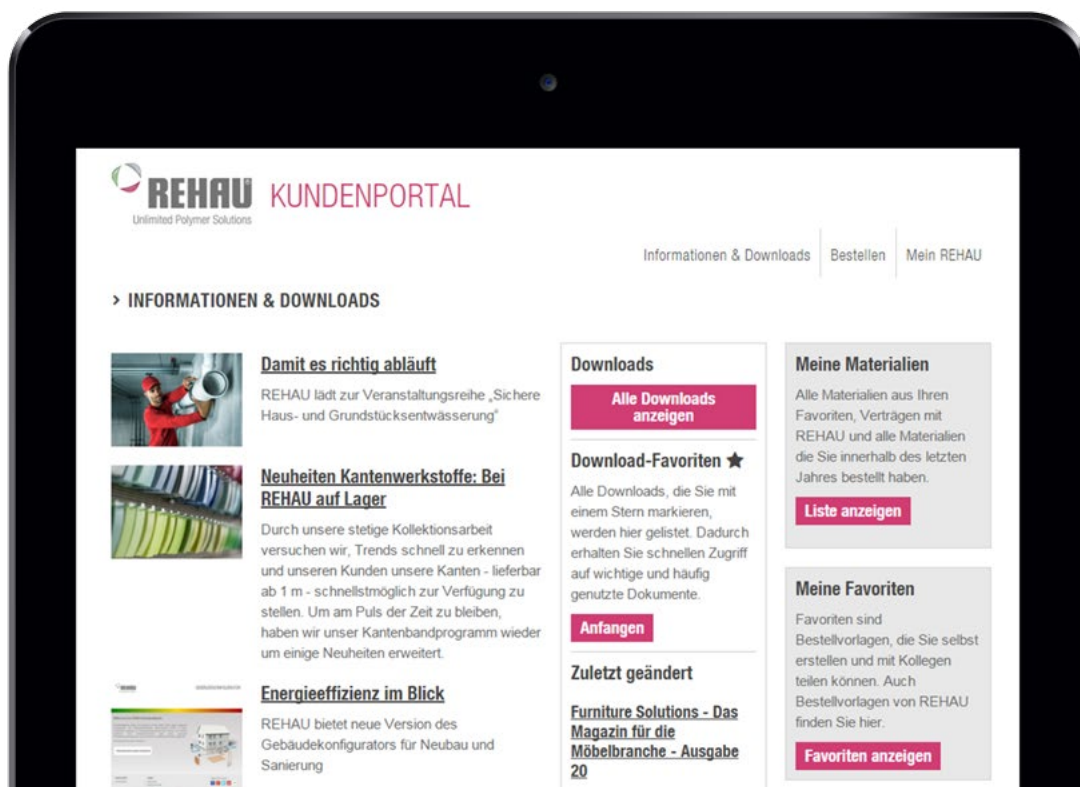 REHAU
Unlimited Polymer Solutions
KUNDENPORTAL
Informationen & Downloads
Bestellen
Mein REHAU
> INFORMATIONEN & DOWNLOADS
Damit es richtig abläuft
REHAU lädt zur Veranstaltungsreihe „Sichere
Haus- und Grundstücksentwässerung"
Neuheiten Kantenwerkstoffe: Bei
REHAU auf Lager
Durch unsere stetige Kollektionsarbeit
versuchen wir, Trends schnell zu erkennen
und unseren Kunden unsere Kanten - lieferbar
ab 1 m - schnellstmöglich zur Verfügung zu
stellen. Um am Puls der Zeit zu bleiben,
haben wir unser Kantenbandprogramm wieder
um einige Neuheiten erweitert.
Energieeffizienz im Blick
REHAU bietet neue Version des
Gebäudekonfigurators für Neubau und
Sanierung
Downloads
Alle Downloads
anzeigen
Download-Favoriten ★
Alle Downloads, die Sie mit
einem Stern markieren,
werden hier gelistet. Dadurch
erhalten Sie schnellen Zugriff
auf wichtige und häufig
genutzte Dokumente.
Anfangen
Zuletzt geändert
Furniture Solutions - Das
Magazin für die
Möbelbranche - Ausgabe
20
Meine Materialien
Alle Materialien aus Ihren
Favoriten, Verträgen mit
REHAU und alle Materialien
die Sie innerhalb des letzten
Jahres bestellt haben.
Liste anzeigen
Meine Favoriten
Favoriten sind
Bestellvorlagen, die Sie selbst
erstellen und mit Kollegen
teilen können. Auch
Bestellvorlagen von REHAU
finden Sie hier.
Favoriten anzeigen